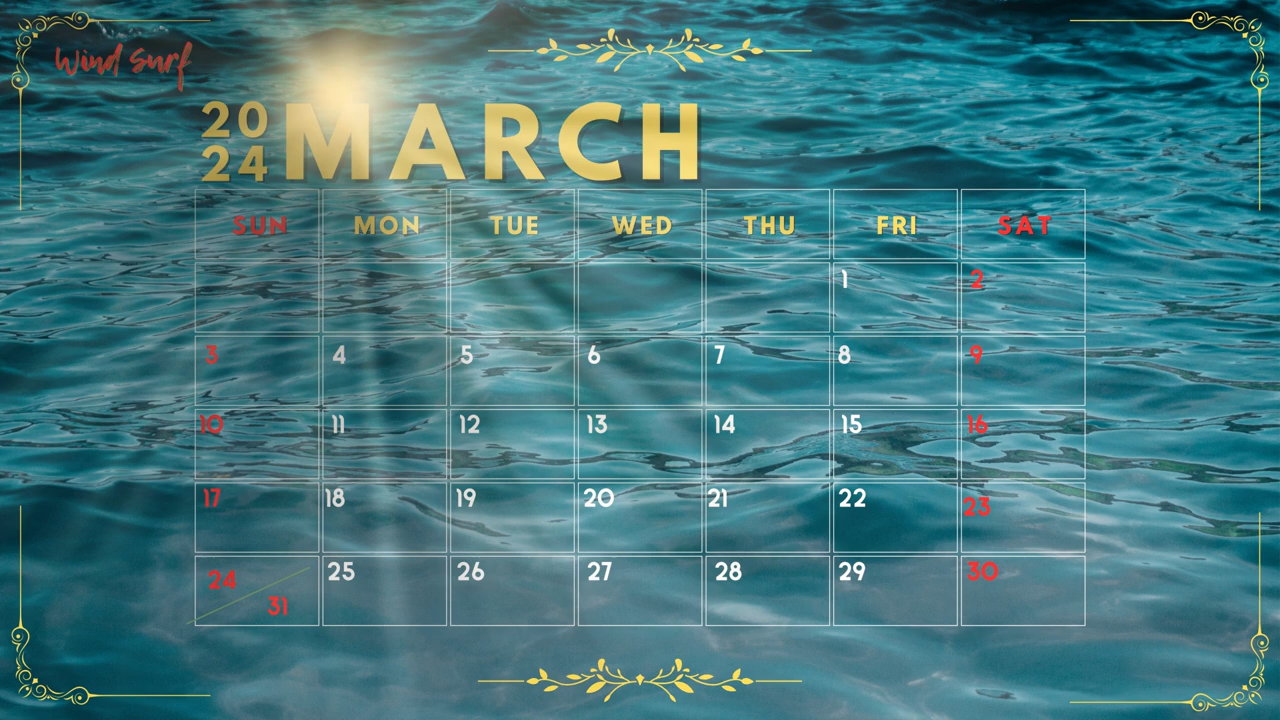 Wind Surf
20
24
MARCH
SUN MON TUE WED THU FRI SAT
1 2
3 4 5 6 7 8 9
10 11 12 13 14 15 16
17 18 19 20 21 22 23
24 25 26 27 28 29 30
31